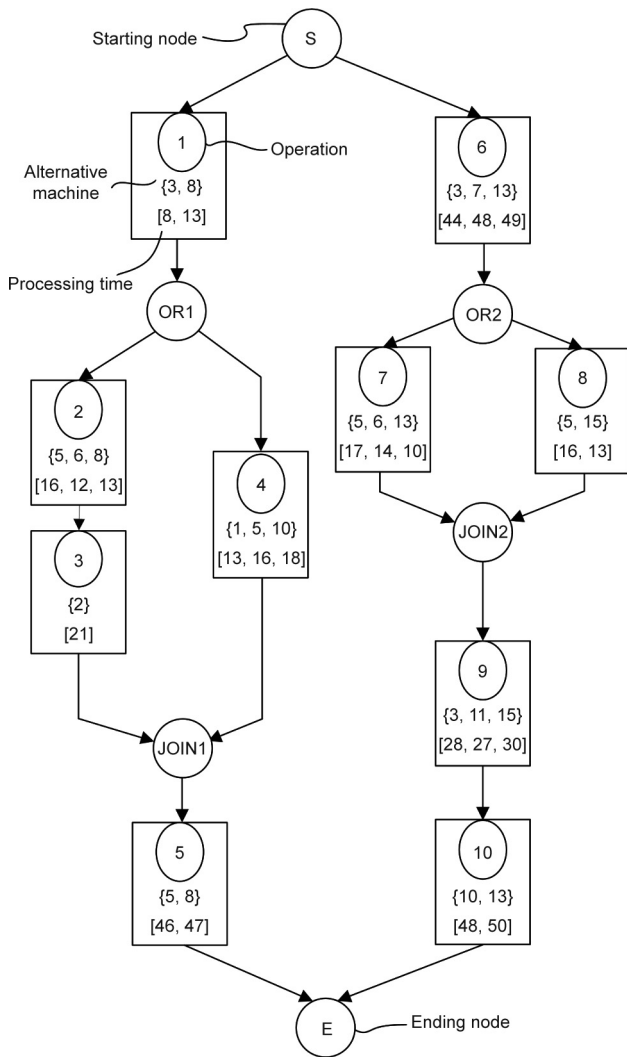 Starting node
S
1
Operation
Alternative
machine
{3, 8}
[8, 13]
Processing time
OR1
2
{5, 6, 8}
[16, 12, 13]
3
{2}
[21]
4
{1, 5, 10}
[13, 16, 18]
JOIN1
5
{5, 8}
[46, 47]
6
{3, 7, 13}
[44, 48, 49]
OR2
7
{5, 6, 13}
[17, 14, 10]
8
{5, 15}
[16, 13]
JOIN2
9
{3, 11, 15}
[28, 27, 30]
10
{10, 13}
[48, 50]
E
Ending node